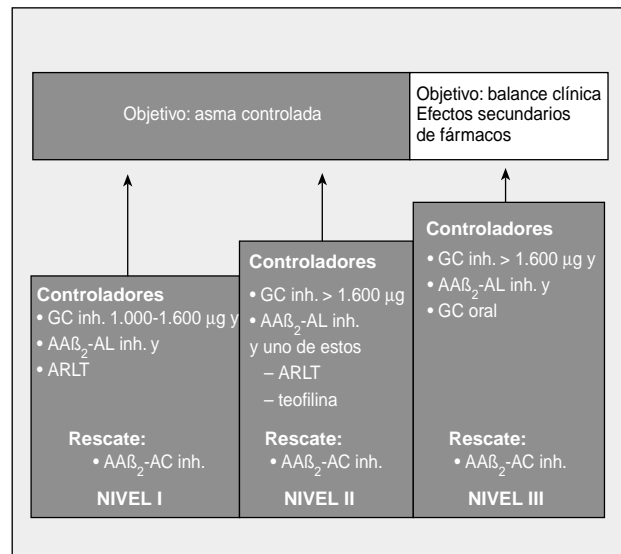 Objetivo: asma controlada
Objetivo: balance clínica
Efectos secundarios
de fármacos
Controladores
• GC inh. 1.000-1.600 μg y
• AAß₂-AL inh. y
• ARLT
Rescate:
• AAß₂-AC inh.
NIVEL I
Controladores
• GC inh. > 1.600 μg
• AAß₂-AL inh.
y uno de estos
– ARLT
– teofilina
Rescate:
• AAß₂-AC inh.
NIVEL II
Controladores
• GC inh. > 1.600 μg y
• AAß₂-AL inh. y
• GC oral
Rescate:
• AAß₂-AC inh.
NIVEL III